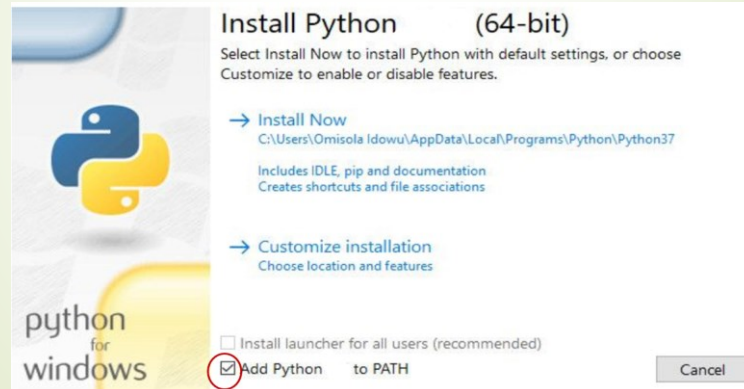 Install Python (64-bit)
Select Install Now to install Python with default settings, or choose
Customize to enable or disable features.
→ Install Now
C:\Users\Omisola Idowu\AppData\Local\Programs\Python\Python37
Includes IDLE, pip and documentation
Creates shortcuts and file associations
→ Customize installation
Choose location and features
python
for
windows
Install launcher for all users (recommended)
Add Python to PATH
Cancel